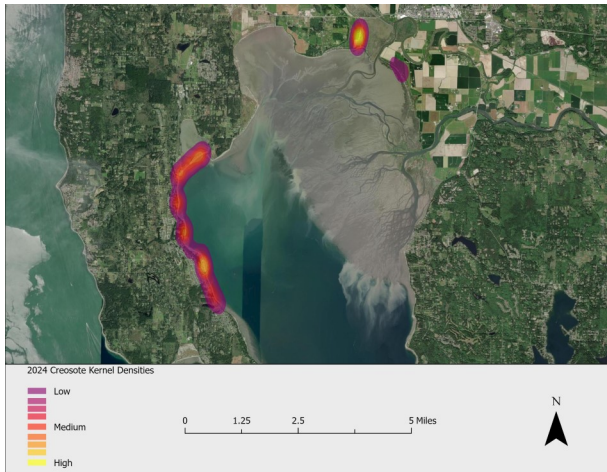 2024 Creosote Kernel Densities
Low
Medium
High
0 1.25 2.5 5 Miles
N